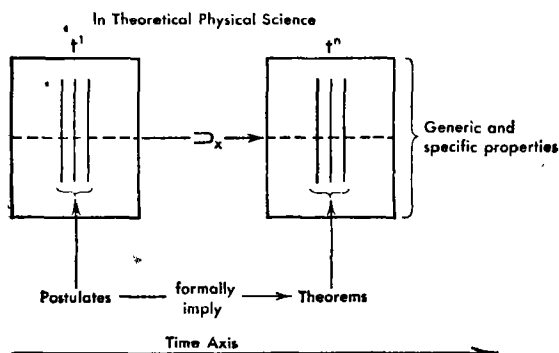 In Theoretical Physical Science
t¹ tⁿ
⊃x
Generic and
specific properties
Postulates formally imply Theorems
Time Axis